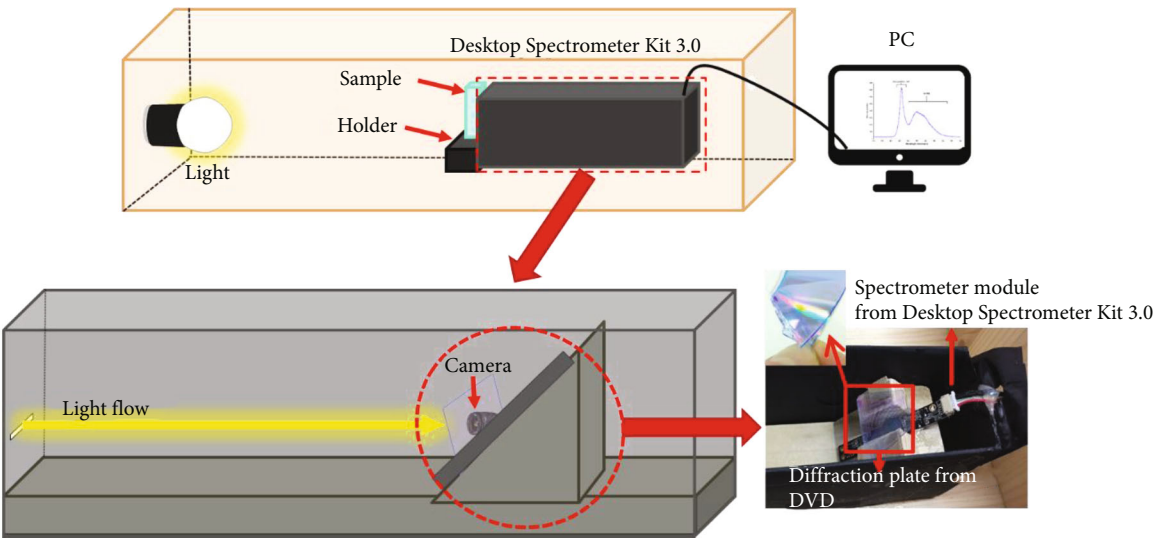 Desktop Spectrometer Kit 3.0
PC
Sample
Holder
Light
Spectrometer module
from Desktop Spectrometer Kit 3.0
Camera
Light flow
Diffraction plate from
DVD